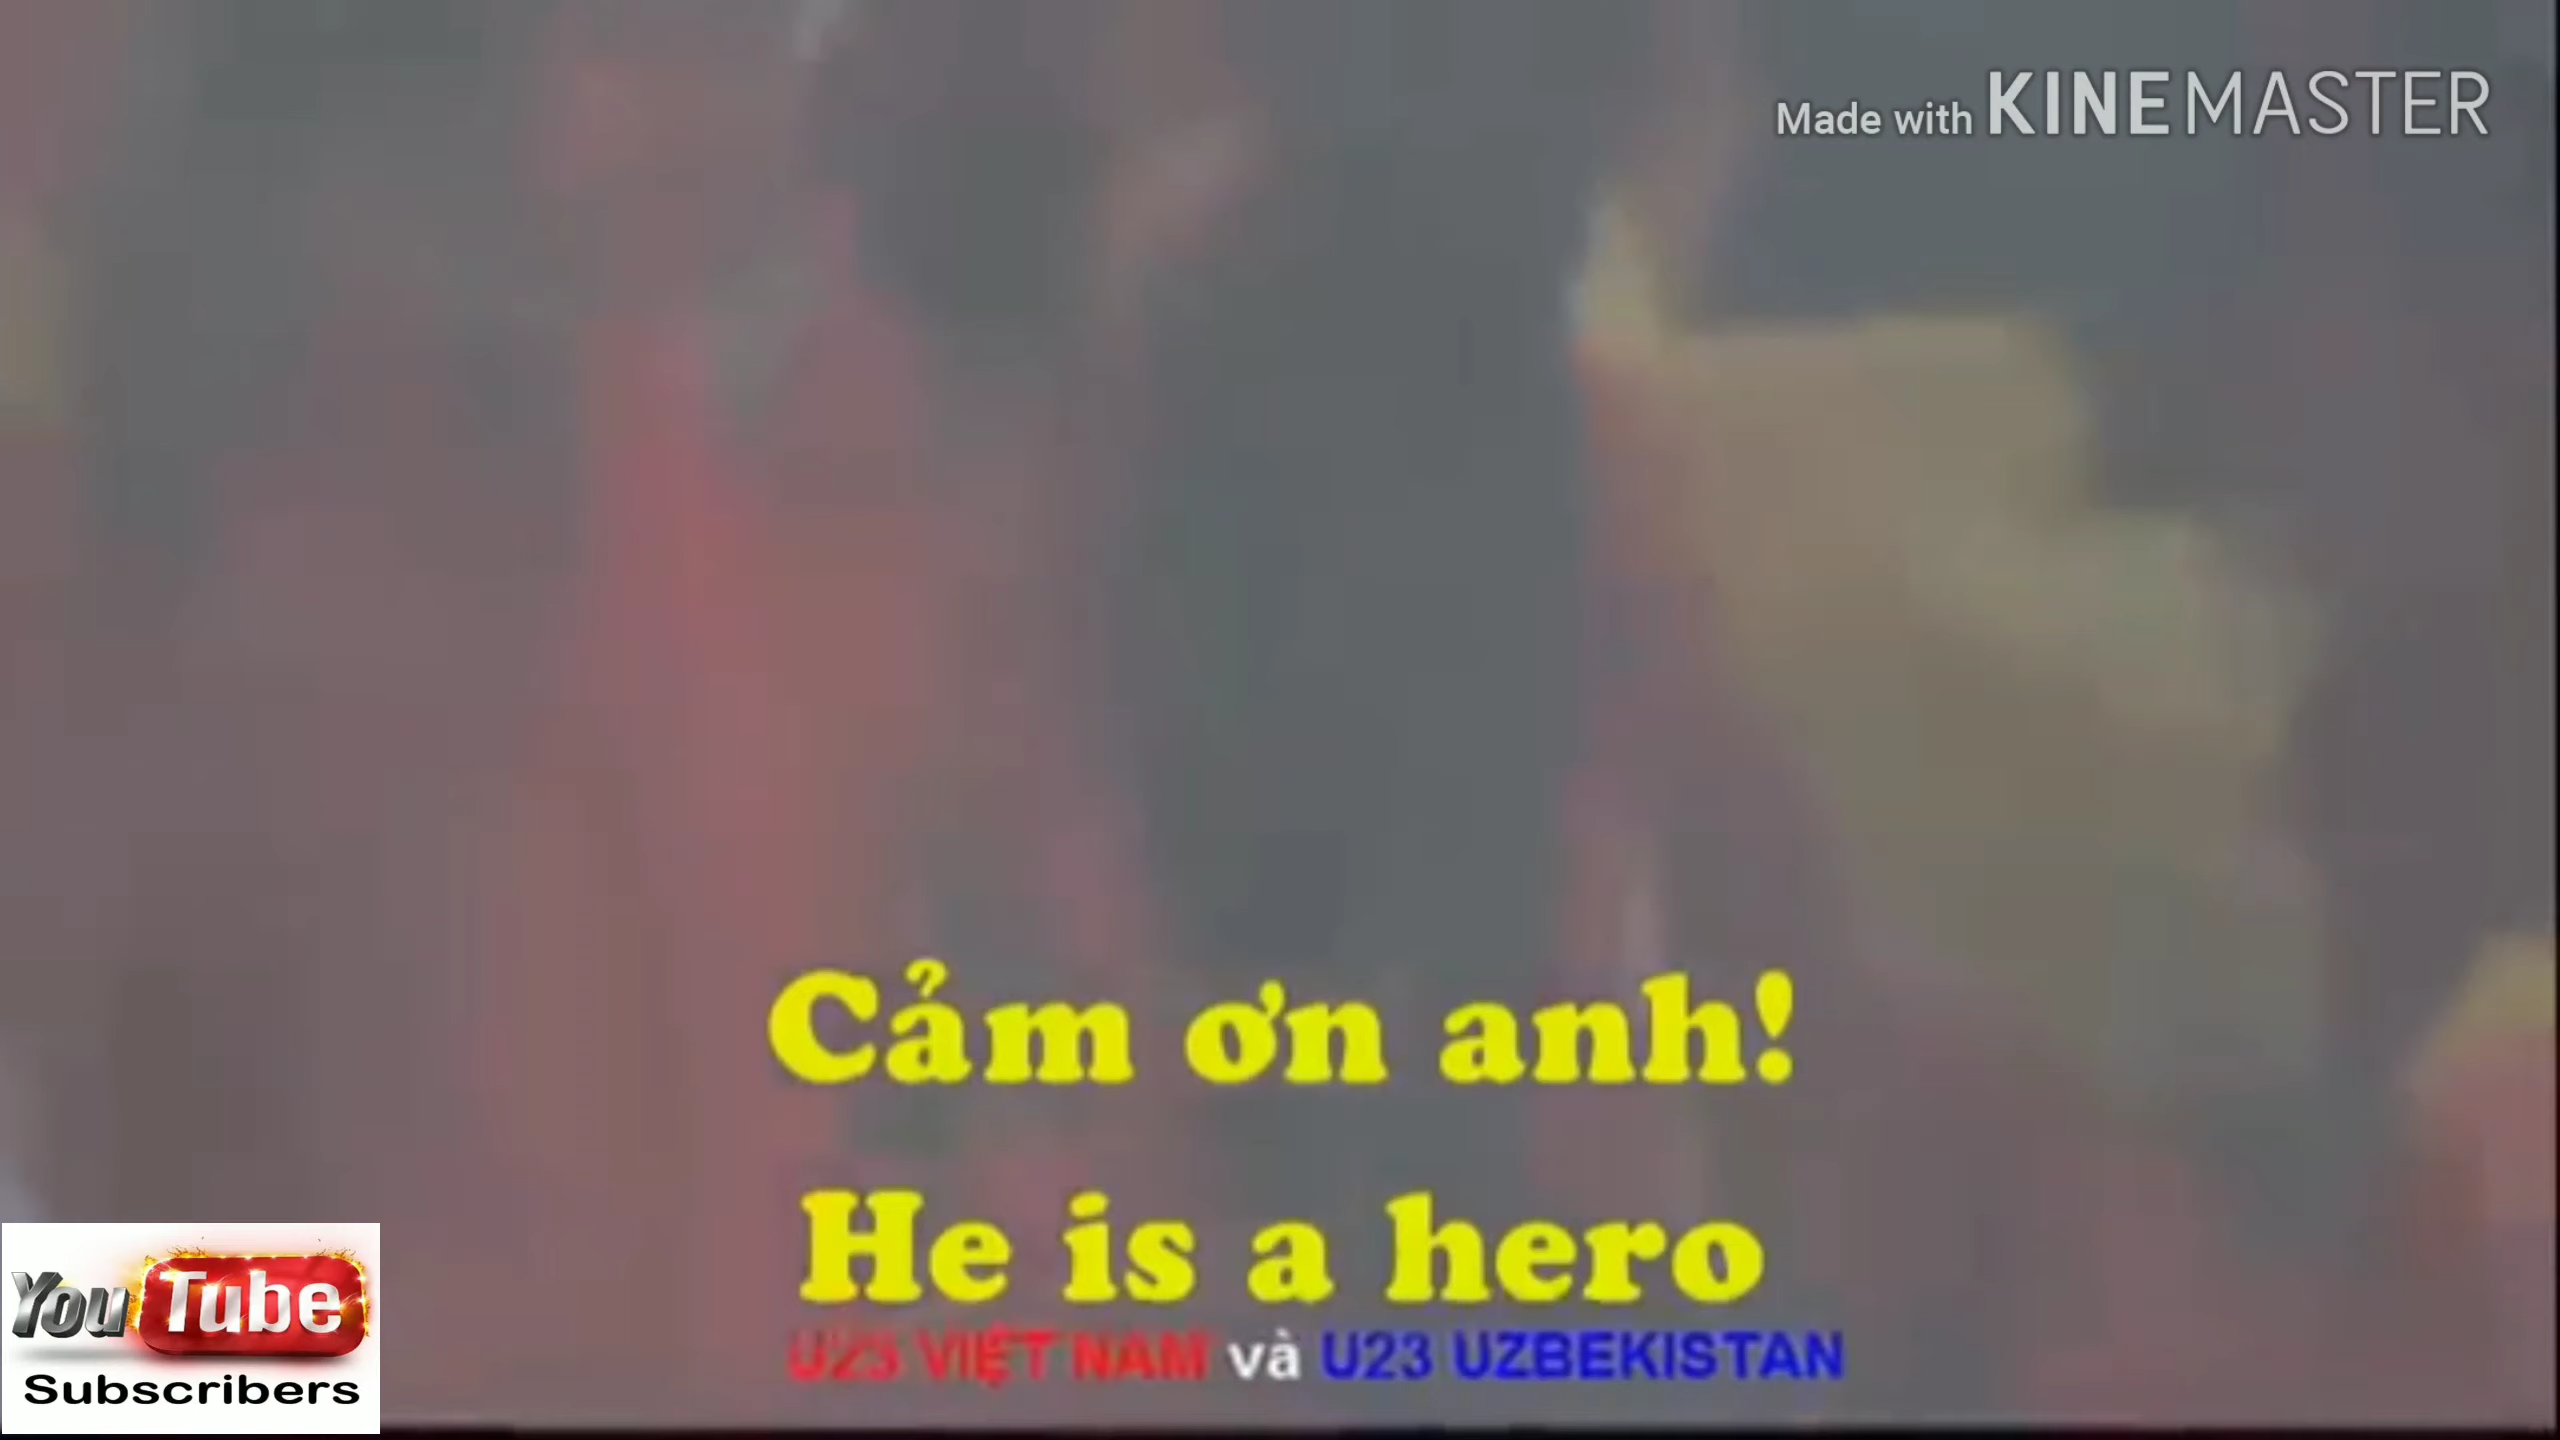 Made with KINEMASTER
Cảm ơn anh!
He is a hero
U23 VIỆT NAM và U23 UZBEKISTAN
YouTube
Subscribers